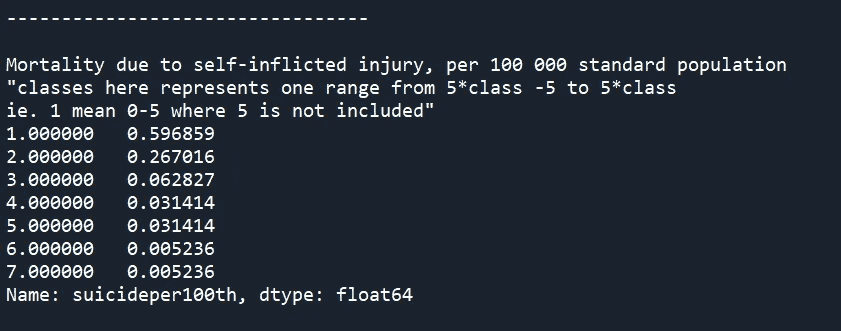 ---------------------------------
Mortality due to self-inflicted injury, per 100 000 standard population
"classes here represents one range from 5*class -5 to 5*class
ie. 1 mean 0-5 where 5 is not included"
1.000000   0.596859
2.000000   0.267016
3.000000   0.062827
4.000000   0.031414
5.000000   0.031414
6.000000   0.005236
7.000000   0.005236
Name: suicideper100th, dtype: float64